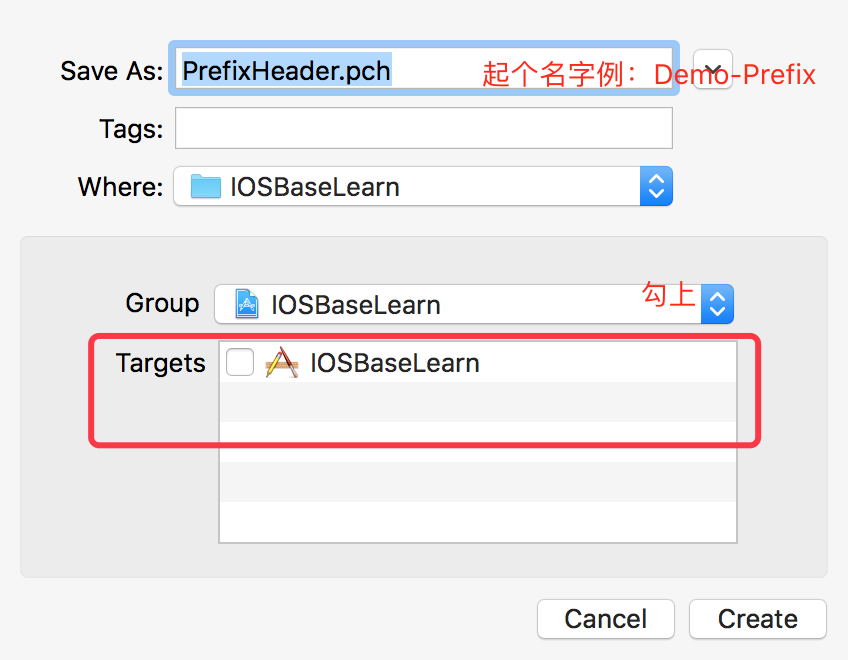 Save As: PrefixHeader.pch 起个名字例：Demo-Prefix
Tags:
Where: IOSBaseLearn
Group IOSBaseLearn 勾上
Targets IOSBaseLearn
Cancel Create